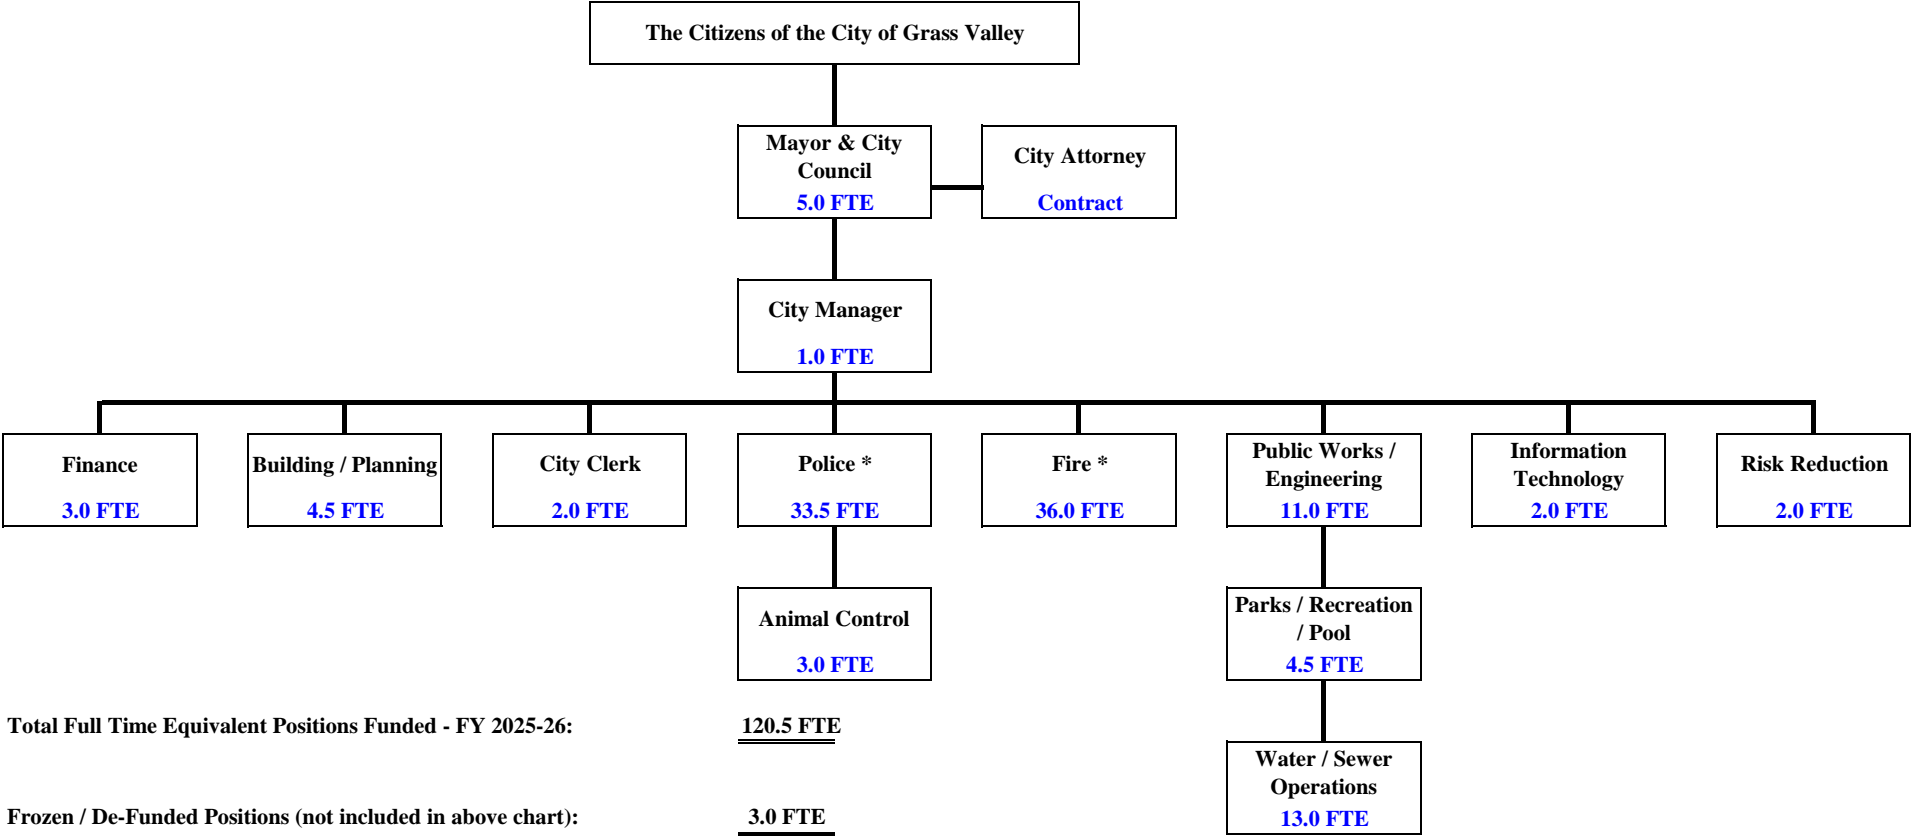 The Citizens of the City of Grass Valley
Mayor & City
Council
5.0 FTE
City Attorney
Contract
City Manager
1.0 FTE
Finance
3.0 FTE
Building / Planning
4.5 FTE
City Clerk
2.0 FTE
Police *
33.5 FTE
Fire *
36.0 FTE
Public Works /
Engineering
11.0 FTE
Information
Technology
2.0 FTE
Risk Reduction
2.0 FTE
Animal Control
3.0 FTE
Parks / Recreation
/ Pool
4.5 FTE
Water / Sewer
Operations
13.0 FTE
Total Full Time Equivalent Positions Funded - FY 2025-26: 120.5 FTE
Frozen / De-Funded Positions (not included in above chart): 3.0 FTE